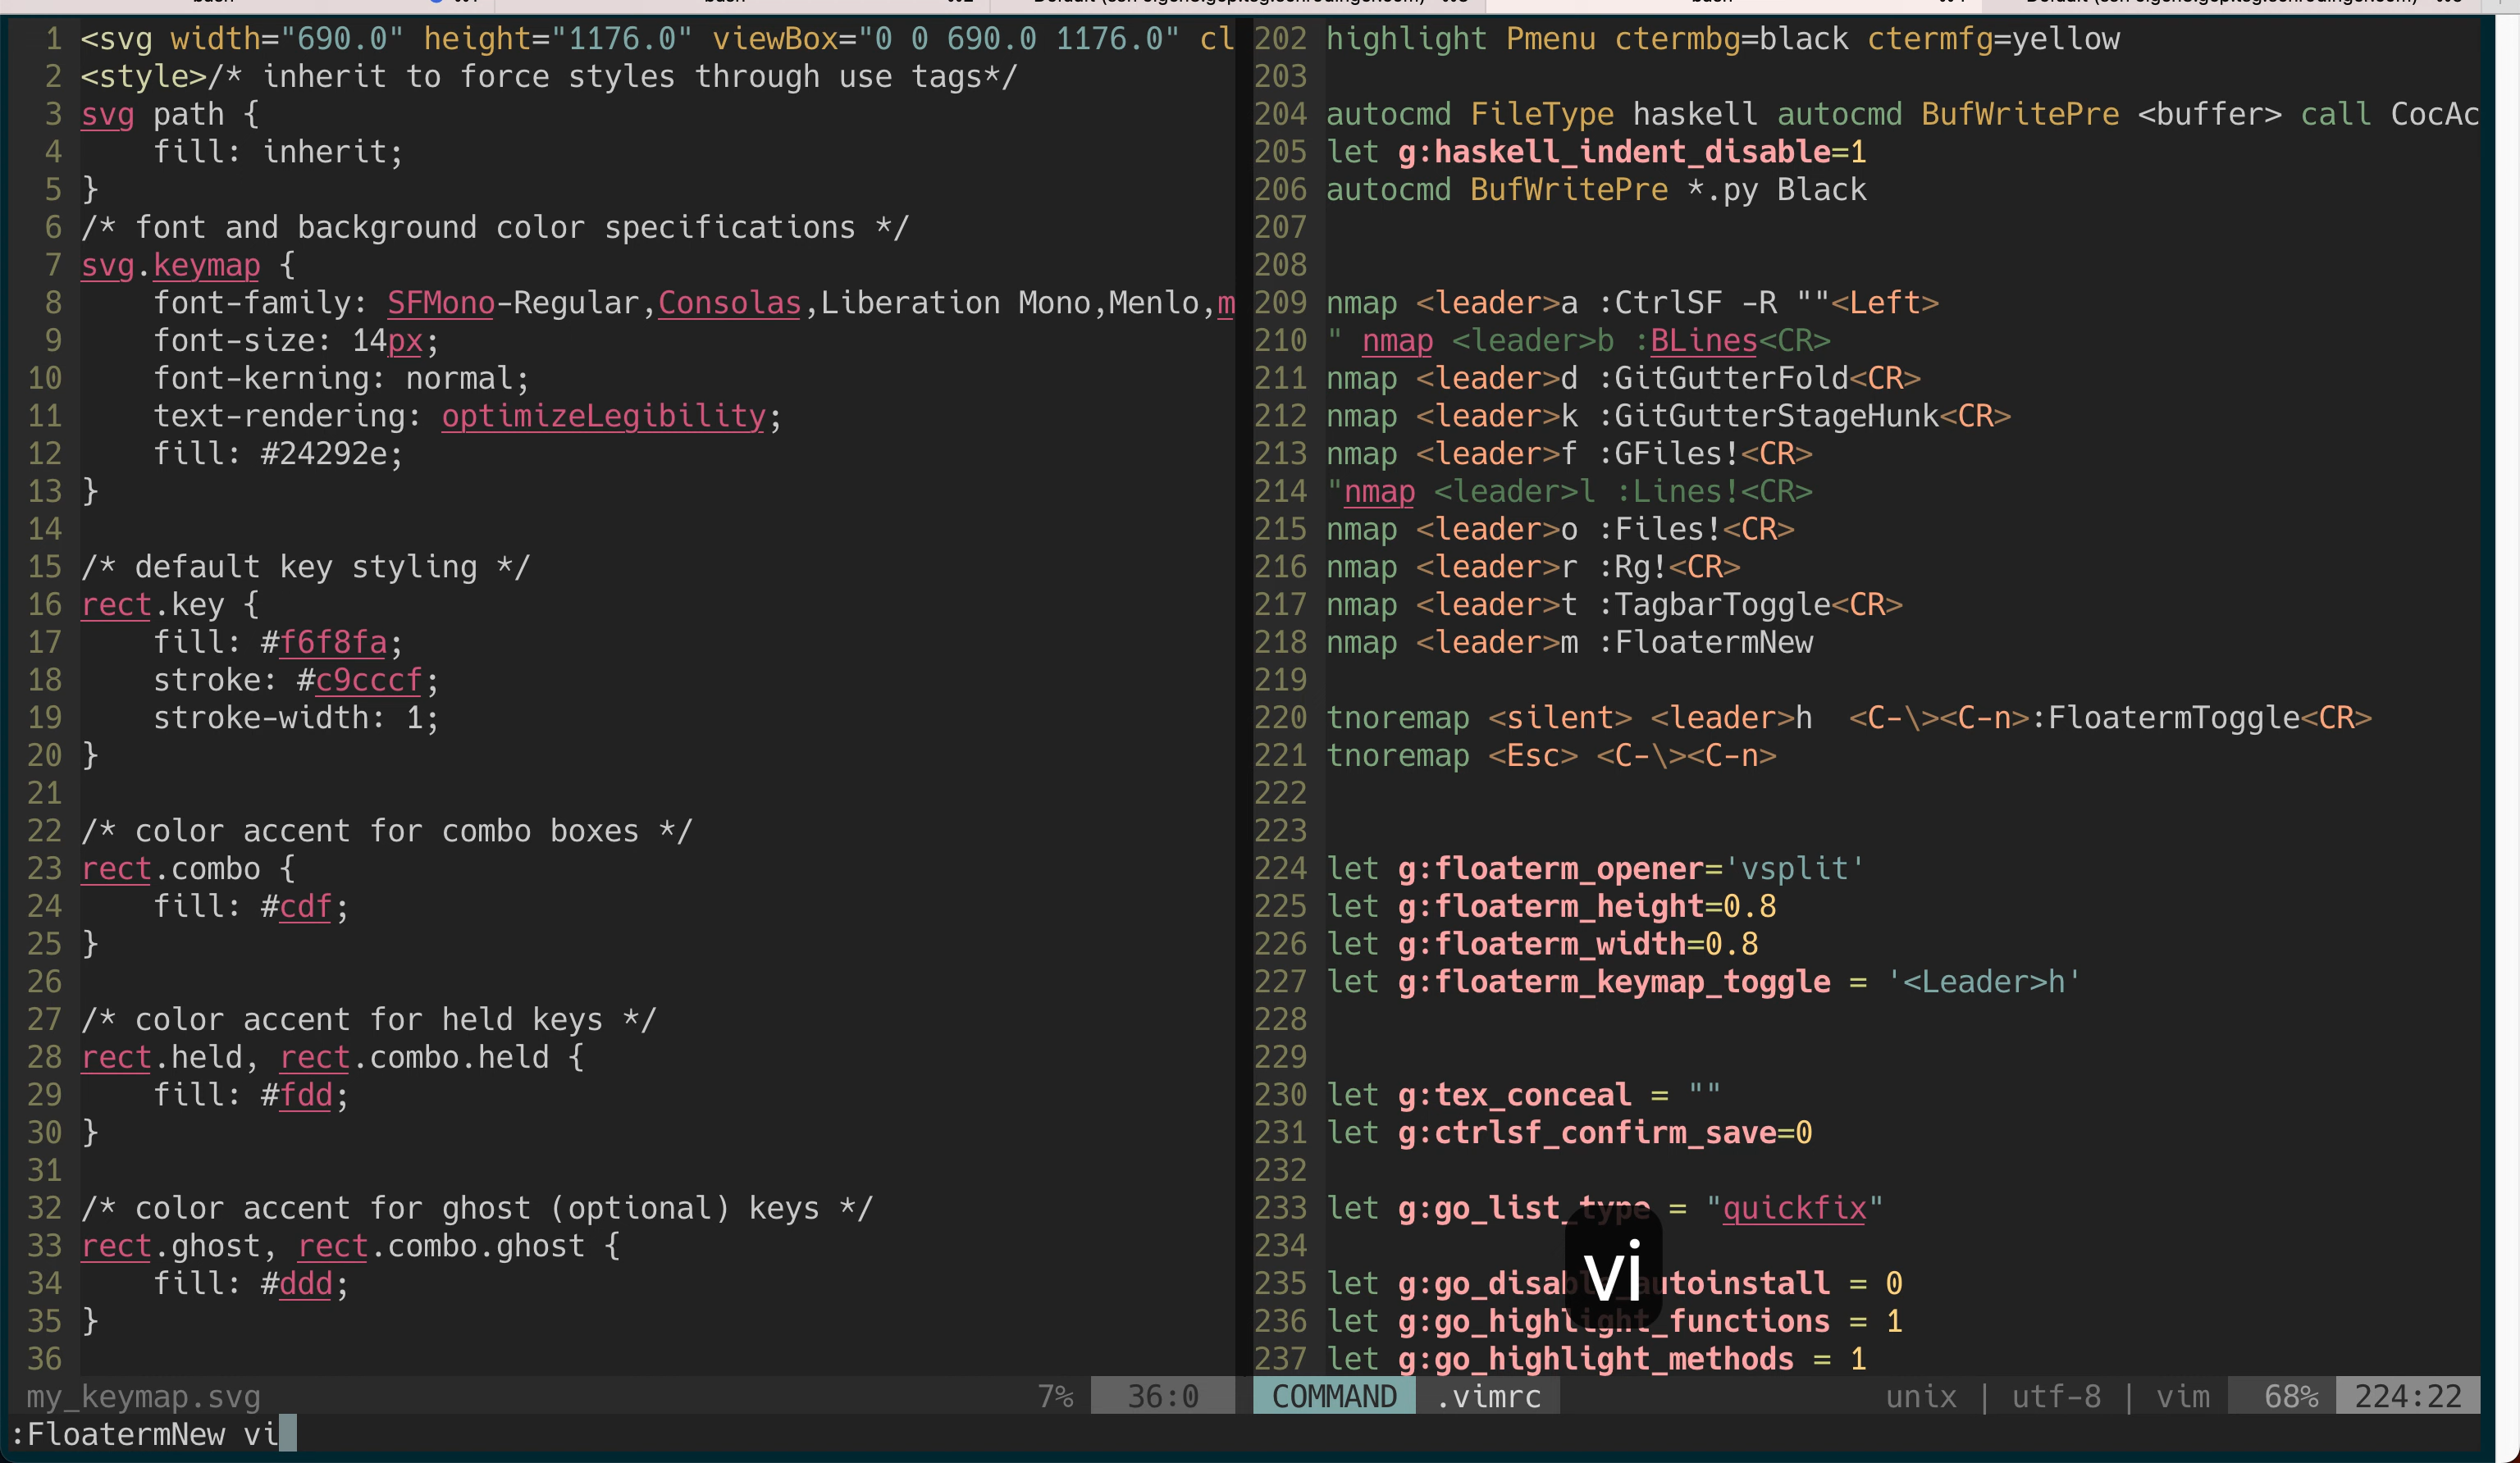 1 <svg width="690.0" height="1176.0" viewBox="0 0 690.0 1176.0" cl
2 <style>/* inherit to force styles through use tags*/
3 svg path {
4     fill: inherit;
5 }
6 /* font and background color specifications */
7 svg.keymap {
8     font-family: SFMono-Regular,Consolas,Liberation Mono,Menlo,m
9     font-size: 14px;
10     font-kerning: normal;
11     text-rendering: optimizeLegibility;
12     fill: #24292e;
13 }
14
15 /* default key styling */
16 rect.key {
17     fill: #f6f8fa;
18     stroke: #c9cccf;
19     stroke-width: 1;
20 }
21
22 /* color accent for combo boxes */
23 rect.combo {
24     fill: #cdf;
25 }
26
27 /* color accent for held keys */
28 rect.held, rect.combo.held {
29     fill: #fdd;
30 }
31
32 /* color accent for ghost (optional) keys */
33 rect.ghost, rect.combo.ghost {
34     fill: #ddd;
35 }
36
my_keymap.svg 7% 36:0
202 highlight Pmenu ctermbg=black ctermfg=yellow
203
204 autocmd FileType haskell autocmd BufWritePre <buffer> call CocAc
205 let g:haskell_indent_disable=1
206 autocmd BufWritePre *.py Black
207
208
209 nmap <leader>a :CtrlSF -R ""<Left>
210 " nmap <leader>b :BLines<CR>
211 nmap <leader>d :GitGutterFold<CR>
212 nmap <leader>k :GitGutterStageHunk<CR>
213 nmap <leader>f :GFiles!<CR>
214 "nmap <leader>l :Lines!<CR>
215 nmap <leader>o :Files!<CR>
216 nmap <leader>r :Rg!<CR>
217 nmap <leader>t :TagbarToggle<CR>
218 nmap <leader>m :FloatermNew
219
220 tnoremap <silent> <leader>h  <C-\><C-n>:FloatermToggle<CR>
221 tnoremap <Esc> <C-\><C-n>
222
223
224 let g:floaterm_opener='vsplit'
225 let g:floaterm_height=0.8
226 let g:floaterm_width=0.8
227 let g:floaterm_keymap_toggle = '<Leader>h'
228
229
230 let g:tex_conceal = ""
231 let g:ctrlsf_confirm_save=0
232
233 let g:go_list_type = "quickfix"
234
235 let g:go_disable_autoinstall = 0
236 let g:go_highlight_functions = 1
237 let g:go_highlight_methods = 1
vi
COMMAND .vimrc unix | utf-8 | vim 68% 224:22
:FloatermNew vi